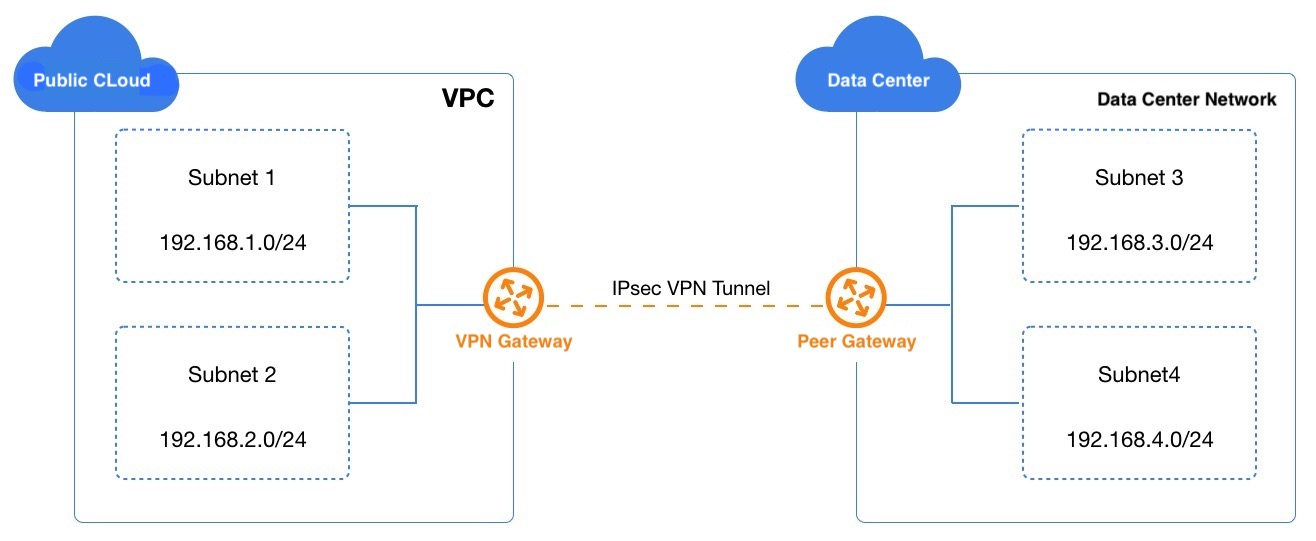 Public CLoud
VPC
Subnet 1
192.168.1.0/24
Subnet 2
192.168.2.0/24
VPN Gateway
IPsec VPN Tunnel
Data Center
Data Center Network
Peer Gateway
Subnet 3
192.168.3.0/24
Subnet4
192.168.4.0/24